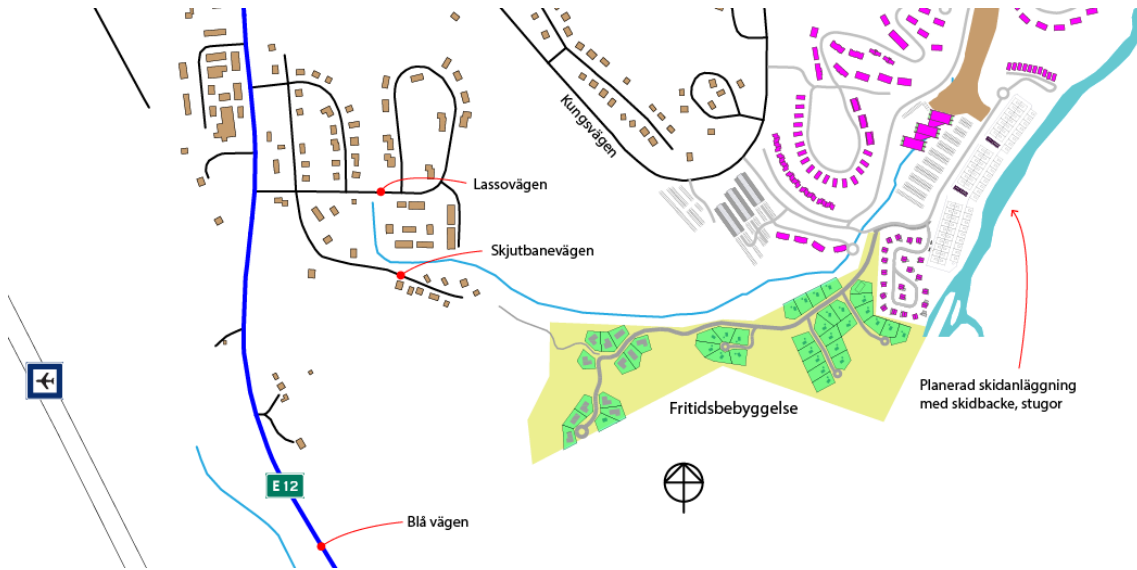 Kungsvägen
Lassovägen
Skjutbanevägen
Planerad skidanläggning
med skidbacke, stugor
Fritidsbebyggelse
E 12
Blå vägen